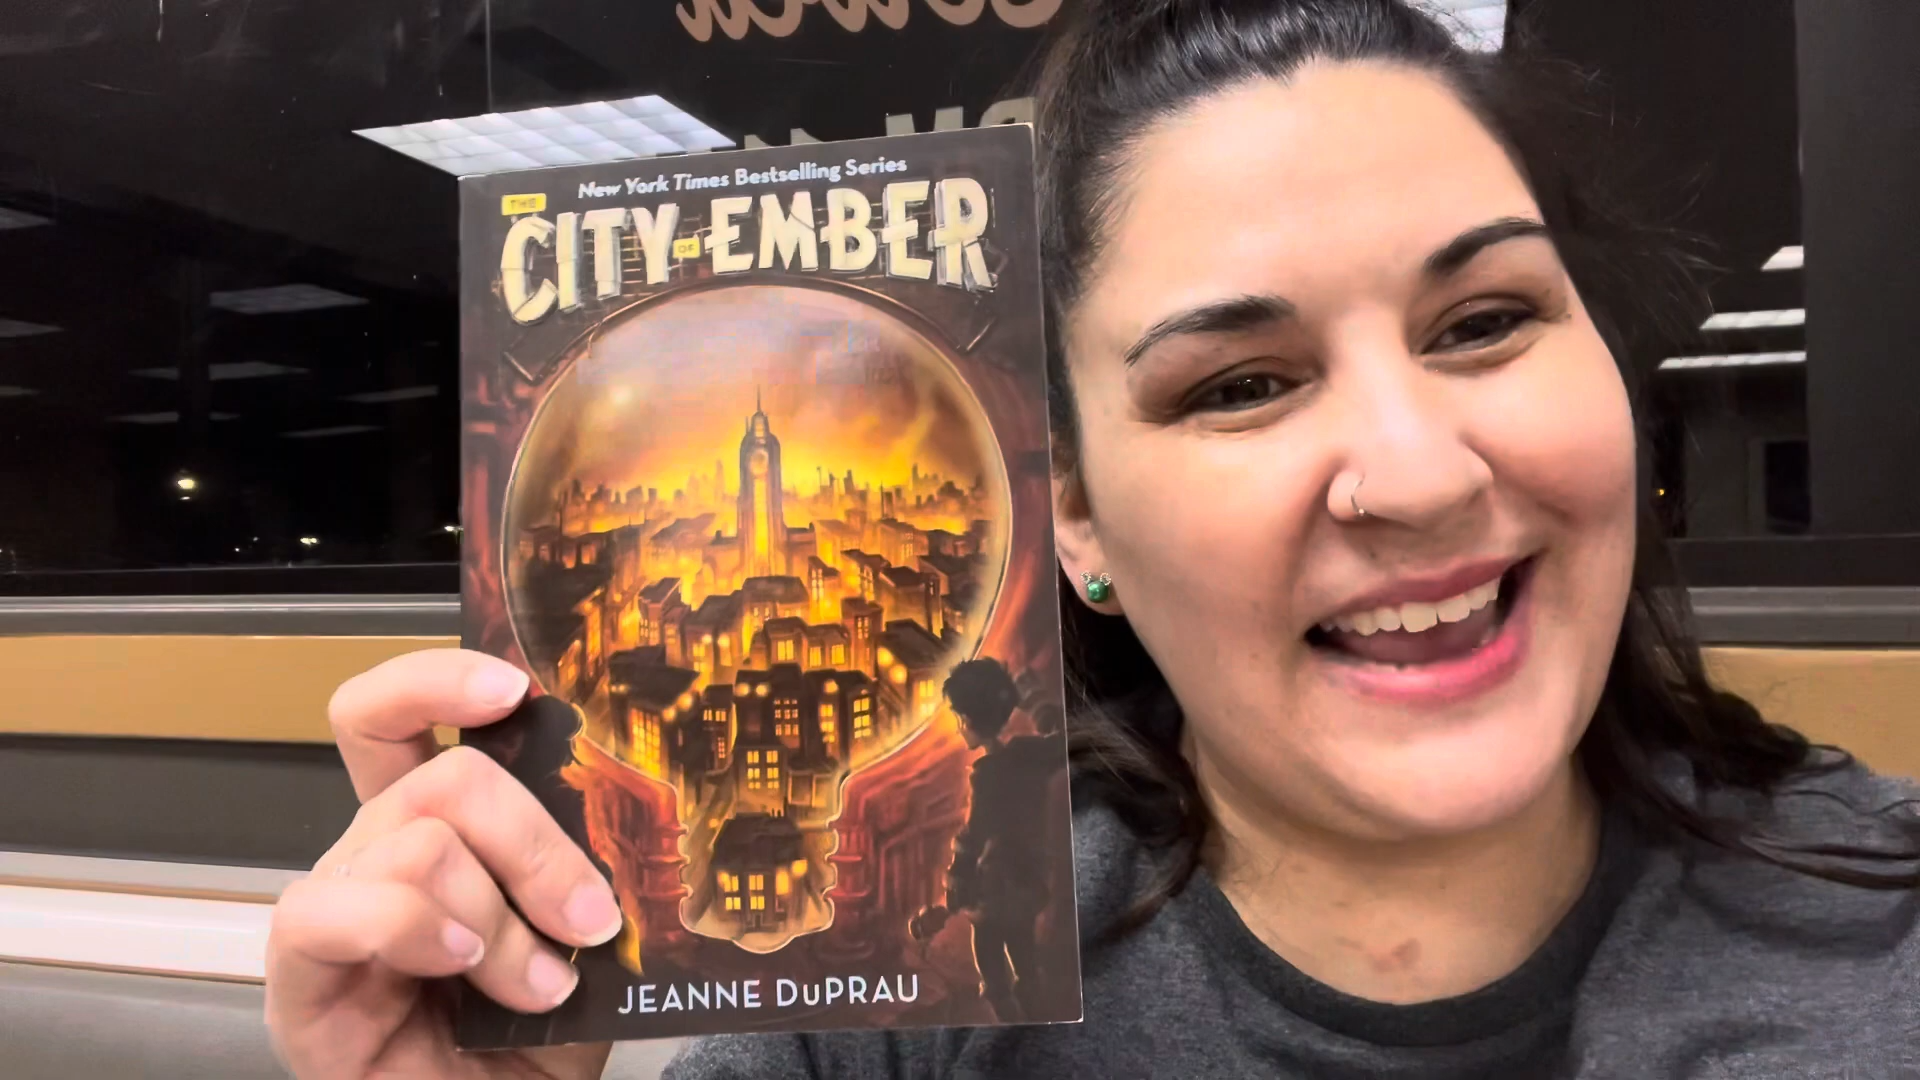 New York Times Bestselling Series
THE
CITY OF EMBER
JEANNE DUPRAU